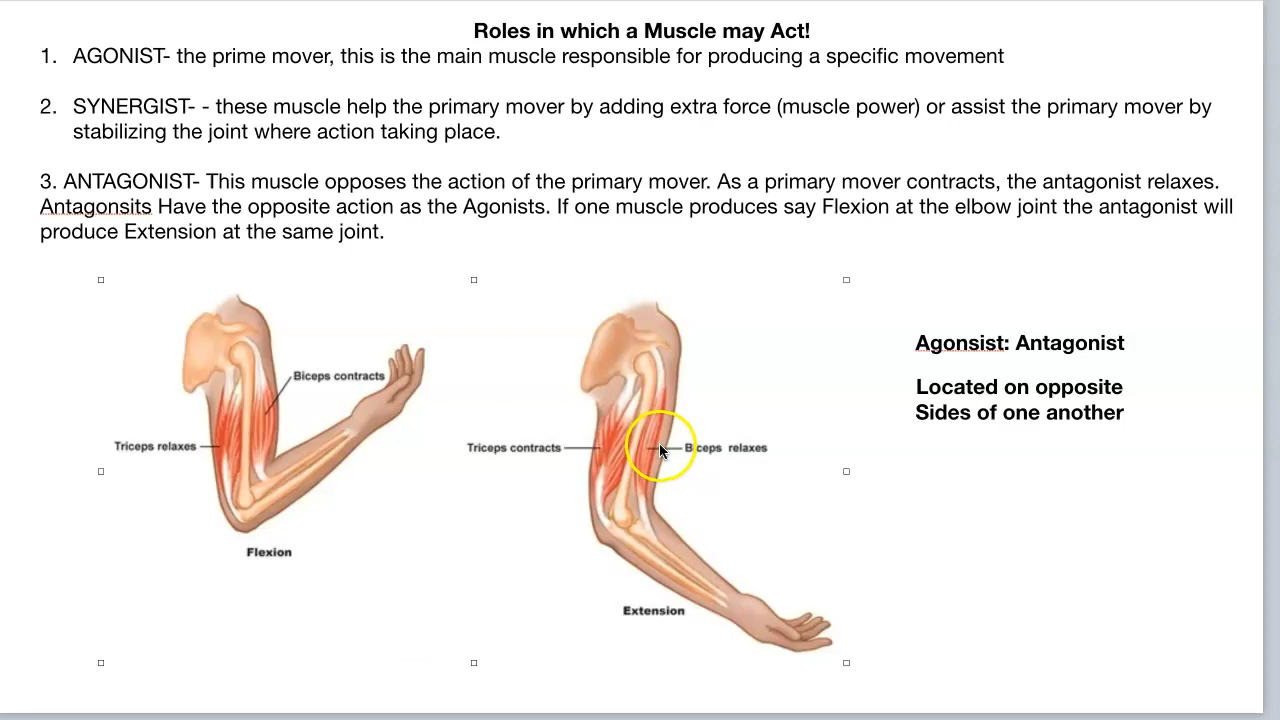 Roles in which a Muscle may Act!
1. AGONIST- the prime mover, this is the main muscle responsible for producing a specific movement
2. SYNERGIST- - these muscle help the primary mover by adding extra force (muscle power) or assist the primary mover by
stabilizing the joint where action taking place.
3. ANTAGONIST- This muscle opposes the action of the primary mover. As a primary mover contracts, the antagonist relaxes.
Antagonsits Have the opposite action as the Agonists. If one muscle produces say Flexion at the elbow joint the antagonist will
produce Extension at the same joint.
Biceps contracts
Triceps relaxes
Flexion
Triceps contracts
Biceps relaxes
Extension
Agonsist: Antagonist
Located on opposite
Sides of one another